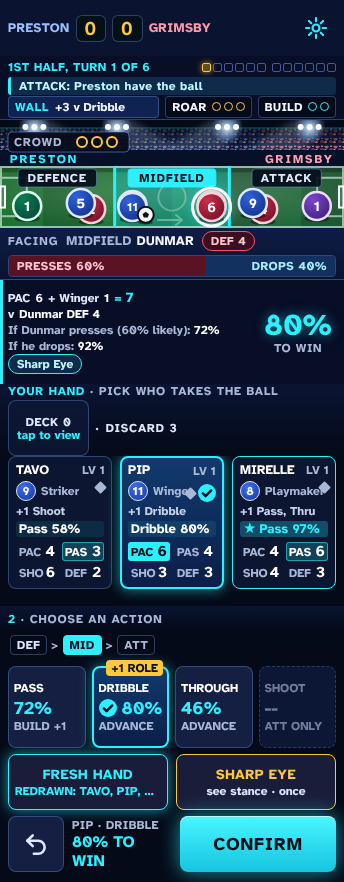 PRESTON 0 0 GRIMSBY
1ST HALF, TURN 1 OF 6
ATTACK: Preston have the ball
WALL +3 v Dribble
ROAR
BUILD
CROWD
PRESTON
GRIMSBY
DEFENCE
MIDFIELD
ATTACK
1
5
11
6
9
1
FACING MIDFIELD DUNMAR DEF 4
PRESSES 60%
DROPS 40%
PAC 6 + Winger 1 = 7
v Dunmar DEF 4
If Dunmar presses (60% likely): 72%
If he drops: 92%
Sharp Eye
80%
TO WIN
YOUR HAND · PICK WHO TAKES THE BALL
DECK 0
tap to view
· DISCARD 3
TAVO LV 1
9 Striker
+1 Shoot
Pass 58%
PAC 4 PAS 3
SHO 6 DEF 2
PIP LV 1
11 Winge
+1 Dribble
Dribble 80%
PAC 6 PAS 4
SHO 3 DEF 3
MIRELLE LV 1
8 Playmaker
+1 Pass, Thru
★ Pass 97%
PAC 4 PAS 6
SHO 4 DEF 3
2 · CHOOSE AN ACTION
DEF > MID > ATT
PASS
72%
BUILD +1
+1 ROLE
DRIBBLE
80%
ADVANCE
THROUGH
46%
ADVANCE
SHOOT
--
ATT ONLY
FRESH HAND
REDRAWN: TAVO, PIP, ...
SHARP EYE
see stance · once
PIP · DRIBBLE
80% TO
WIN
CONFIRM